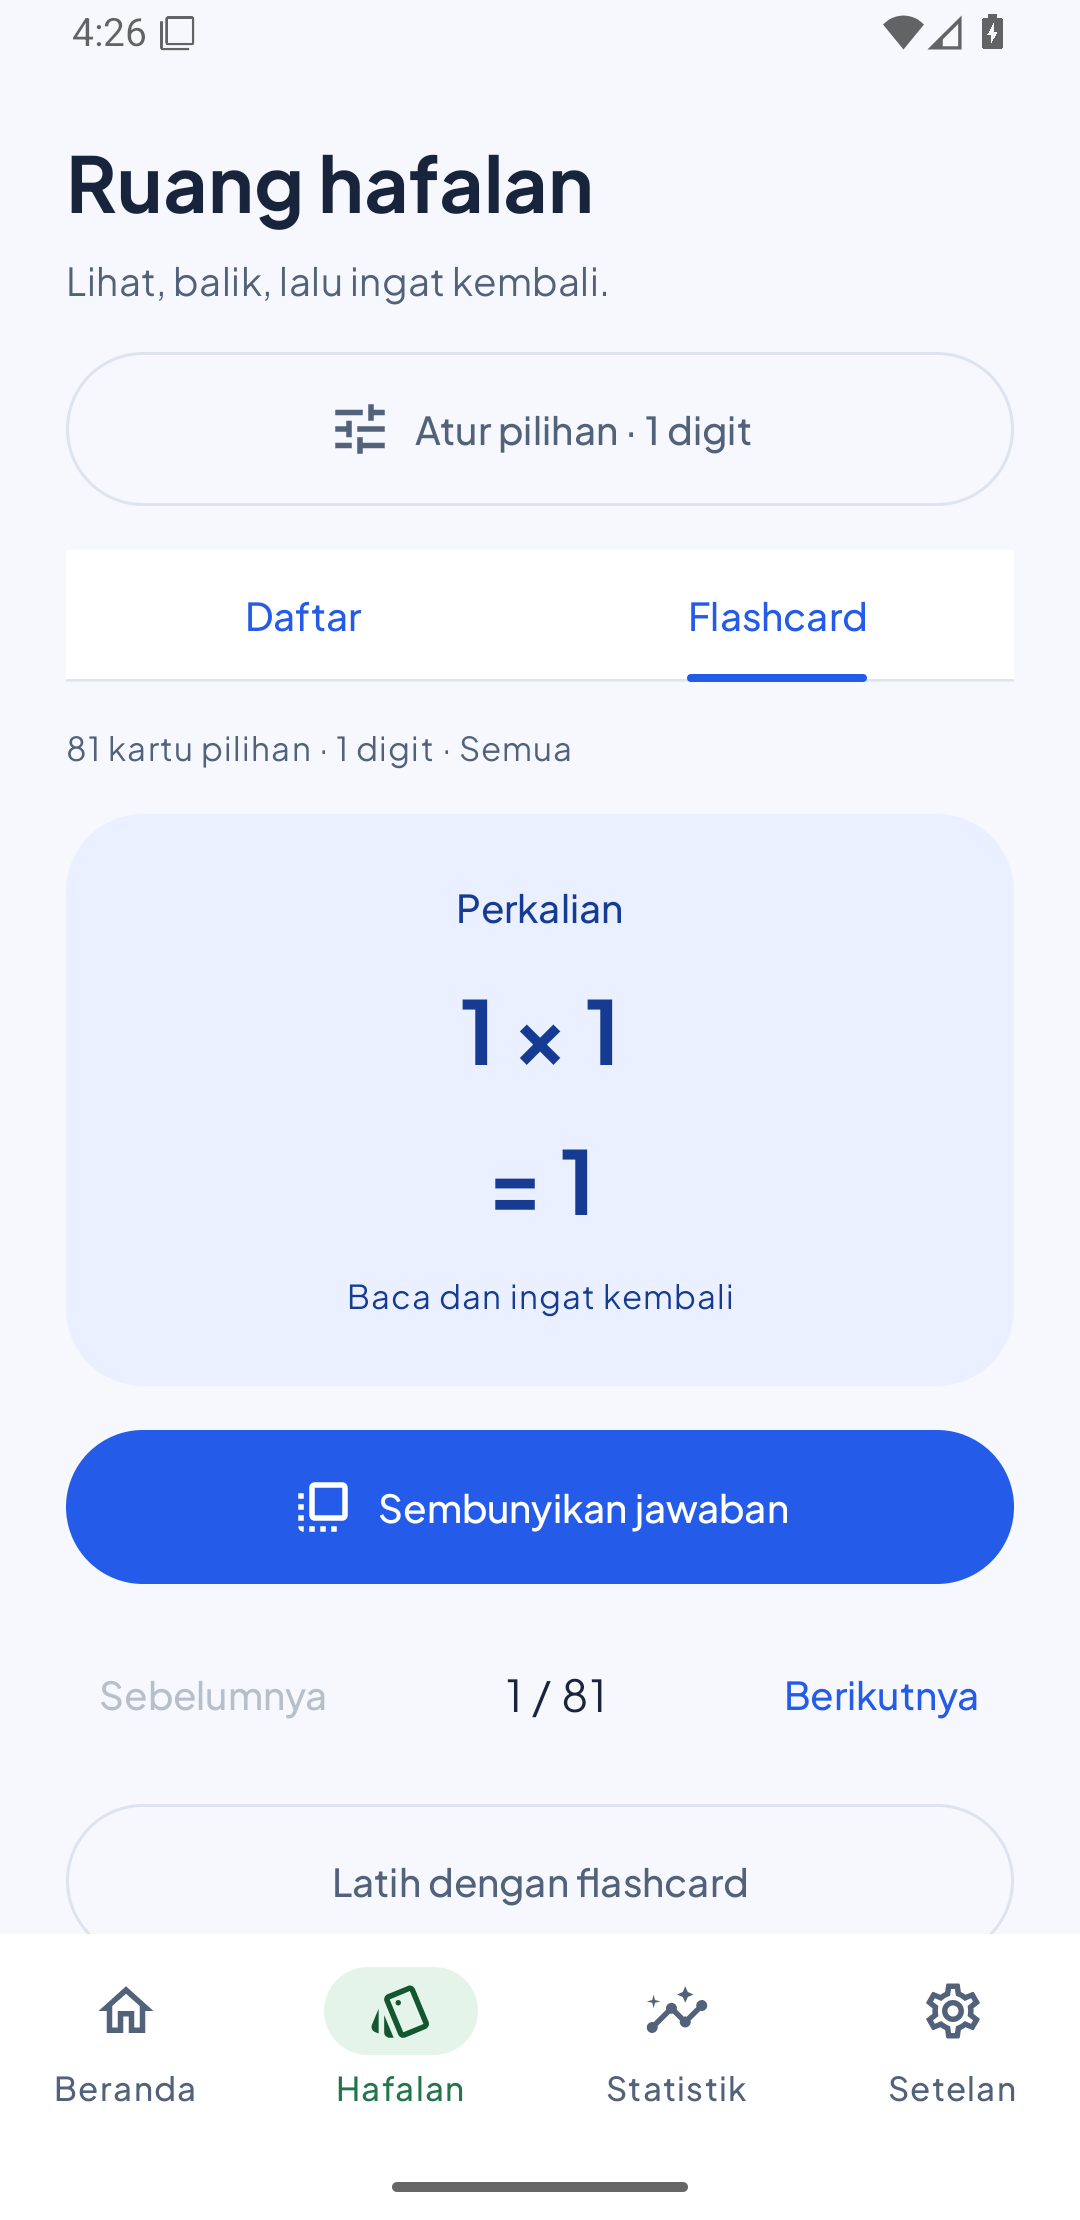 4:26
Ruang hafalan
Lihat, balik, lalu ingat kembali.
Atur pilihan · 1 digit
Daftar
Flashcard
81 kartu pilihan · 1 digit · Semua
Perkalian
1 × 1
= 1
Baca dan ingat kembali
Sembunyikan jawaban
Sebelumnya
1 / 81
Berikutnya
Latih dengan flashcard
Beranda
Hafalan
Statistik
Setelan